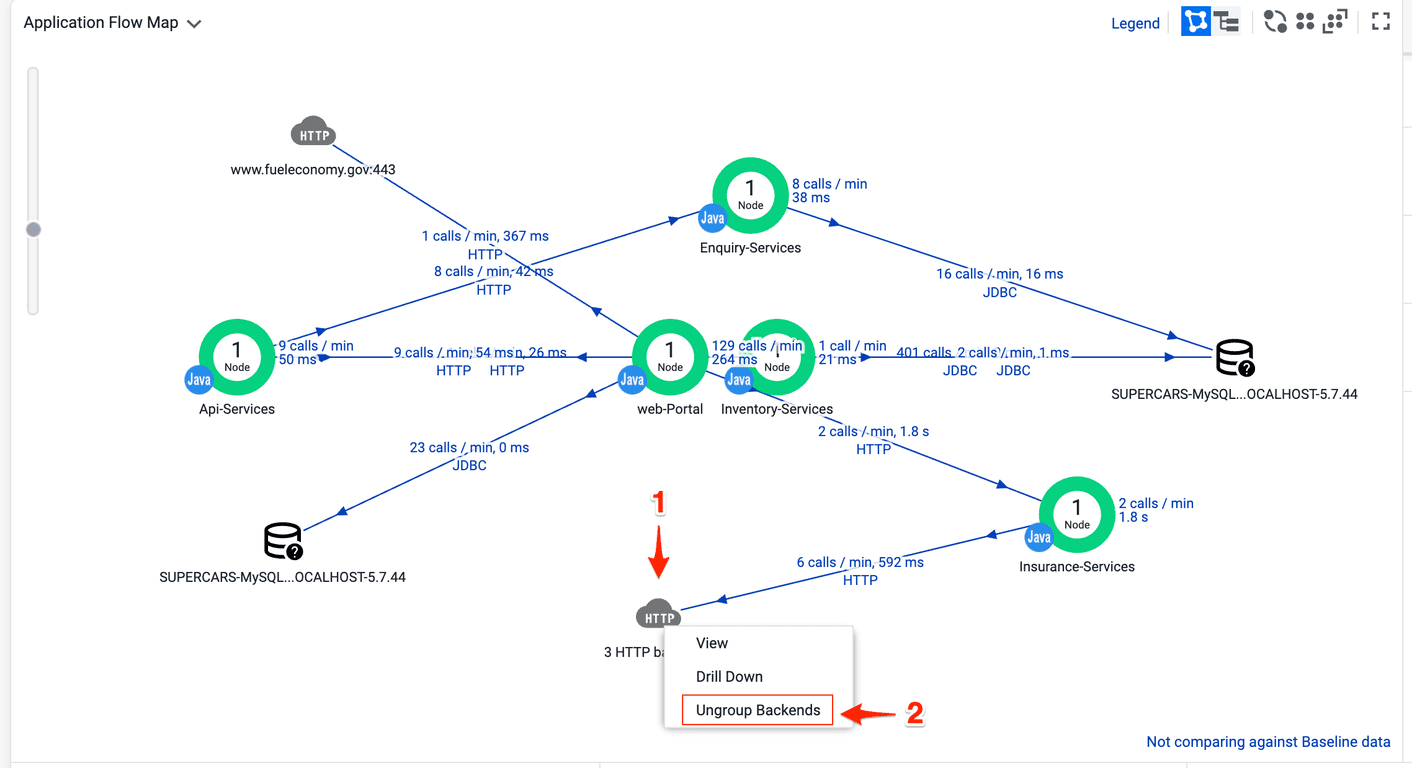 Application Flow Map
Legend
HTTP
www.fueleconomy.gov:443
1
Node
Java
8 calls / min
38 ms
Enquiry-Services
1 calls / min, 367 ms
HTTP
8 calls / min, 42 ms
HTTP
16 calls / min, 16 ms
JDBC
1
Node
Java
9 calls / min
50 ms
Api-Services
9 calls / min, 54 ms
HTTP
n, 26 ms
HTTP
1
Node
Java
129 calls / min
264 ms
web-Portal
1
Node
Java
1 call / min
21 ms
Inventory-Services
401 calls
JDBC
2 calls / min, 1 ms
JDBC
SUPERCARS-MySQL...OCALHOST-5.7.44
23 calls / min, 0 ms
JDBC
2 calls / min, 1.8 s
HTTP
SUPERCARS-MySQL...OCALHOST-5.7.44
1
Node
Java
2 calls / min
1.8 s
Insurance-Services
6 calls / min, 592 ms
HTTP
1
HTTP
3 HTTP ba
View
Drill Down
Ungroup Backends
2
Not comparing against Baseline data